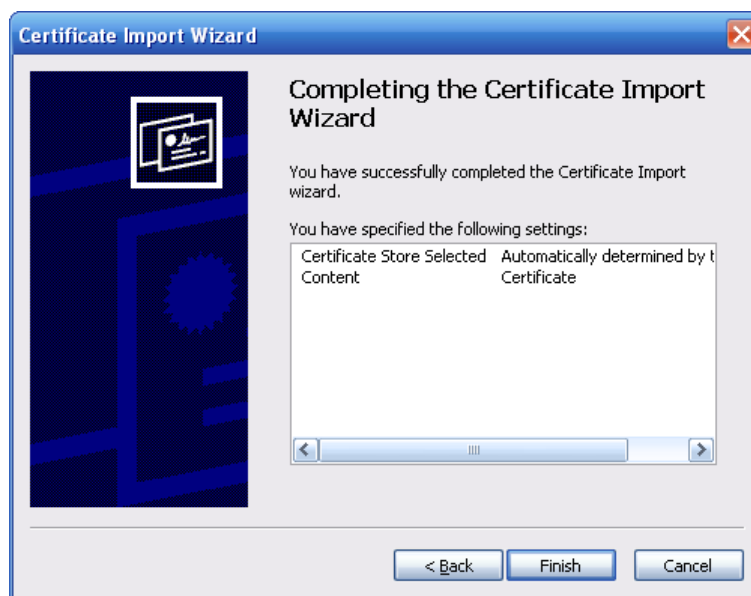 Certificate Import Wizard
Completing the Certificate Import
Wizard
You have successfully completed the Certificate Import
wizard.
You have specified the following settings:
Certificate Store Selected Automatically determined by t
Content Certificate
< Back Finish Cancel